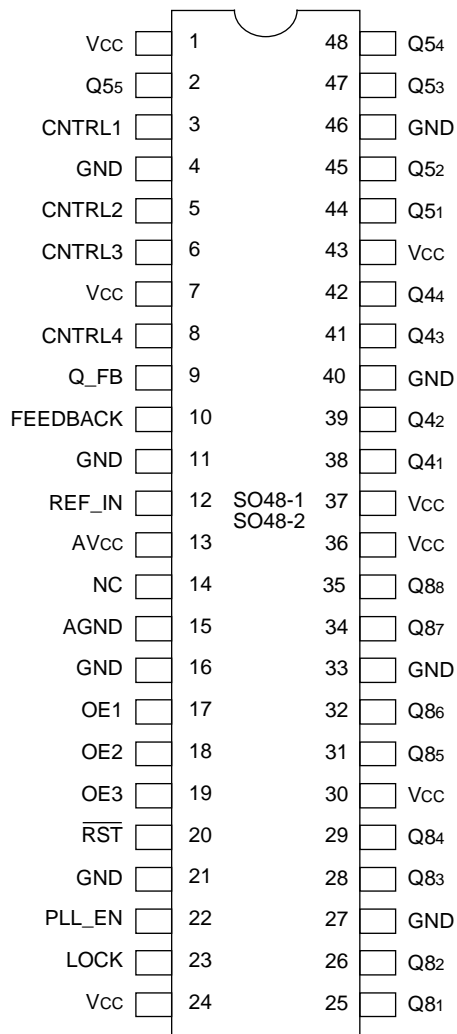 Vcc 1 48 Q54
Q55 2 47 Q53
CNTRL1 3 46 GND
GND 4 45 Q52
CNTRL2 5 44 Q51
CNTRL3 6 43 Vcc
Vcc 7 42 Q44
CNTRL4 8 41 Q43
Q_FB 9 40 GND
FEEDBACK 10 39 Q42
GND 11 38 Q41
REF_IN 12 SO48-1 37 Vcc
SO48-2
AVcc 13 36 Vcc
NC 14 35 Q88
AGND 15 34 Q87
GND 16 33 GND
OE1 17 32 Q86
OE2 18 31 Q85
OE3 19 30 Vcc
R̅S̅T̅ 20 29 Q84
GND 21 28 Q83
PLL_EN 22 27 GND
LOCK 23 26 Q82
Vcc 24 25 Q81